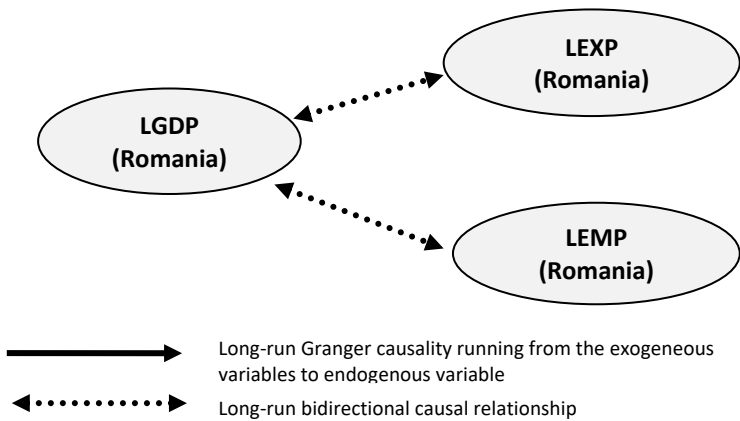 LEXP
(Romania)
LGDP
(Romania)
LEMP
(Romania)
Long-run Granger causality running from the exogeneous
variables to endogenous variable
Long-run bidirectional causal relationship